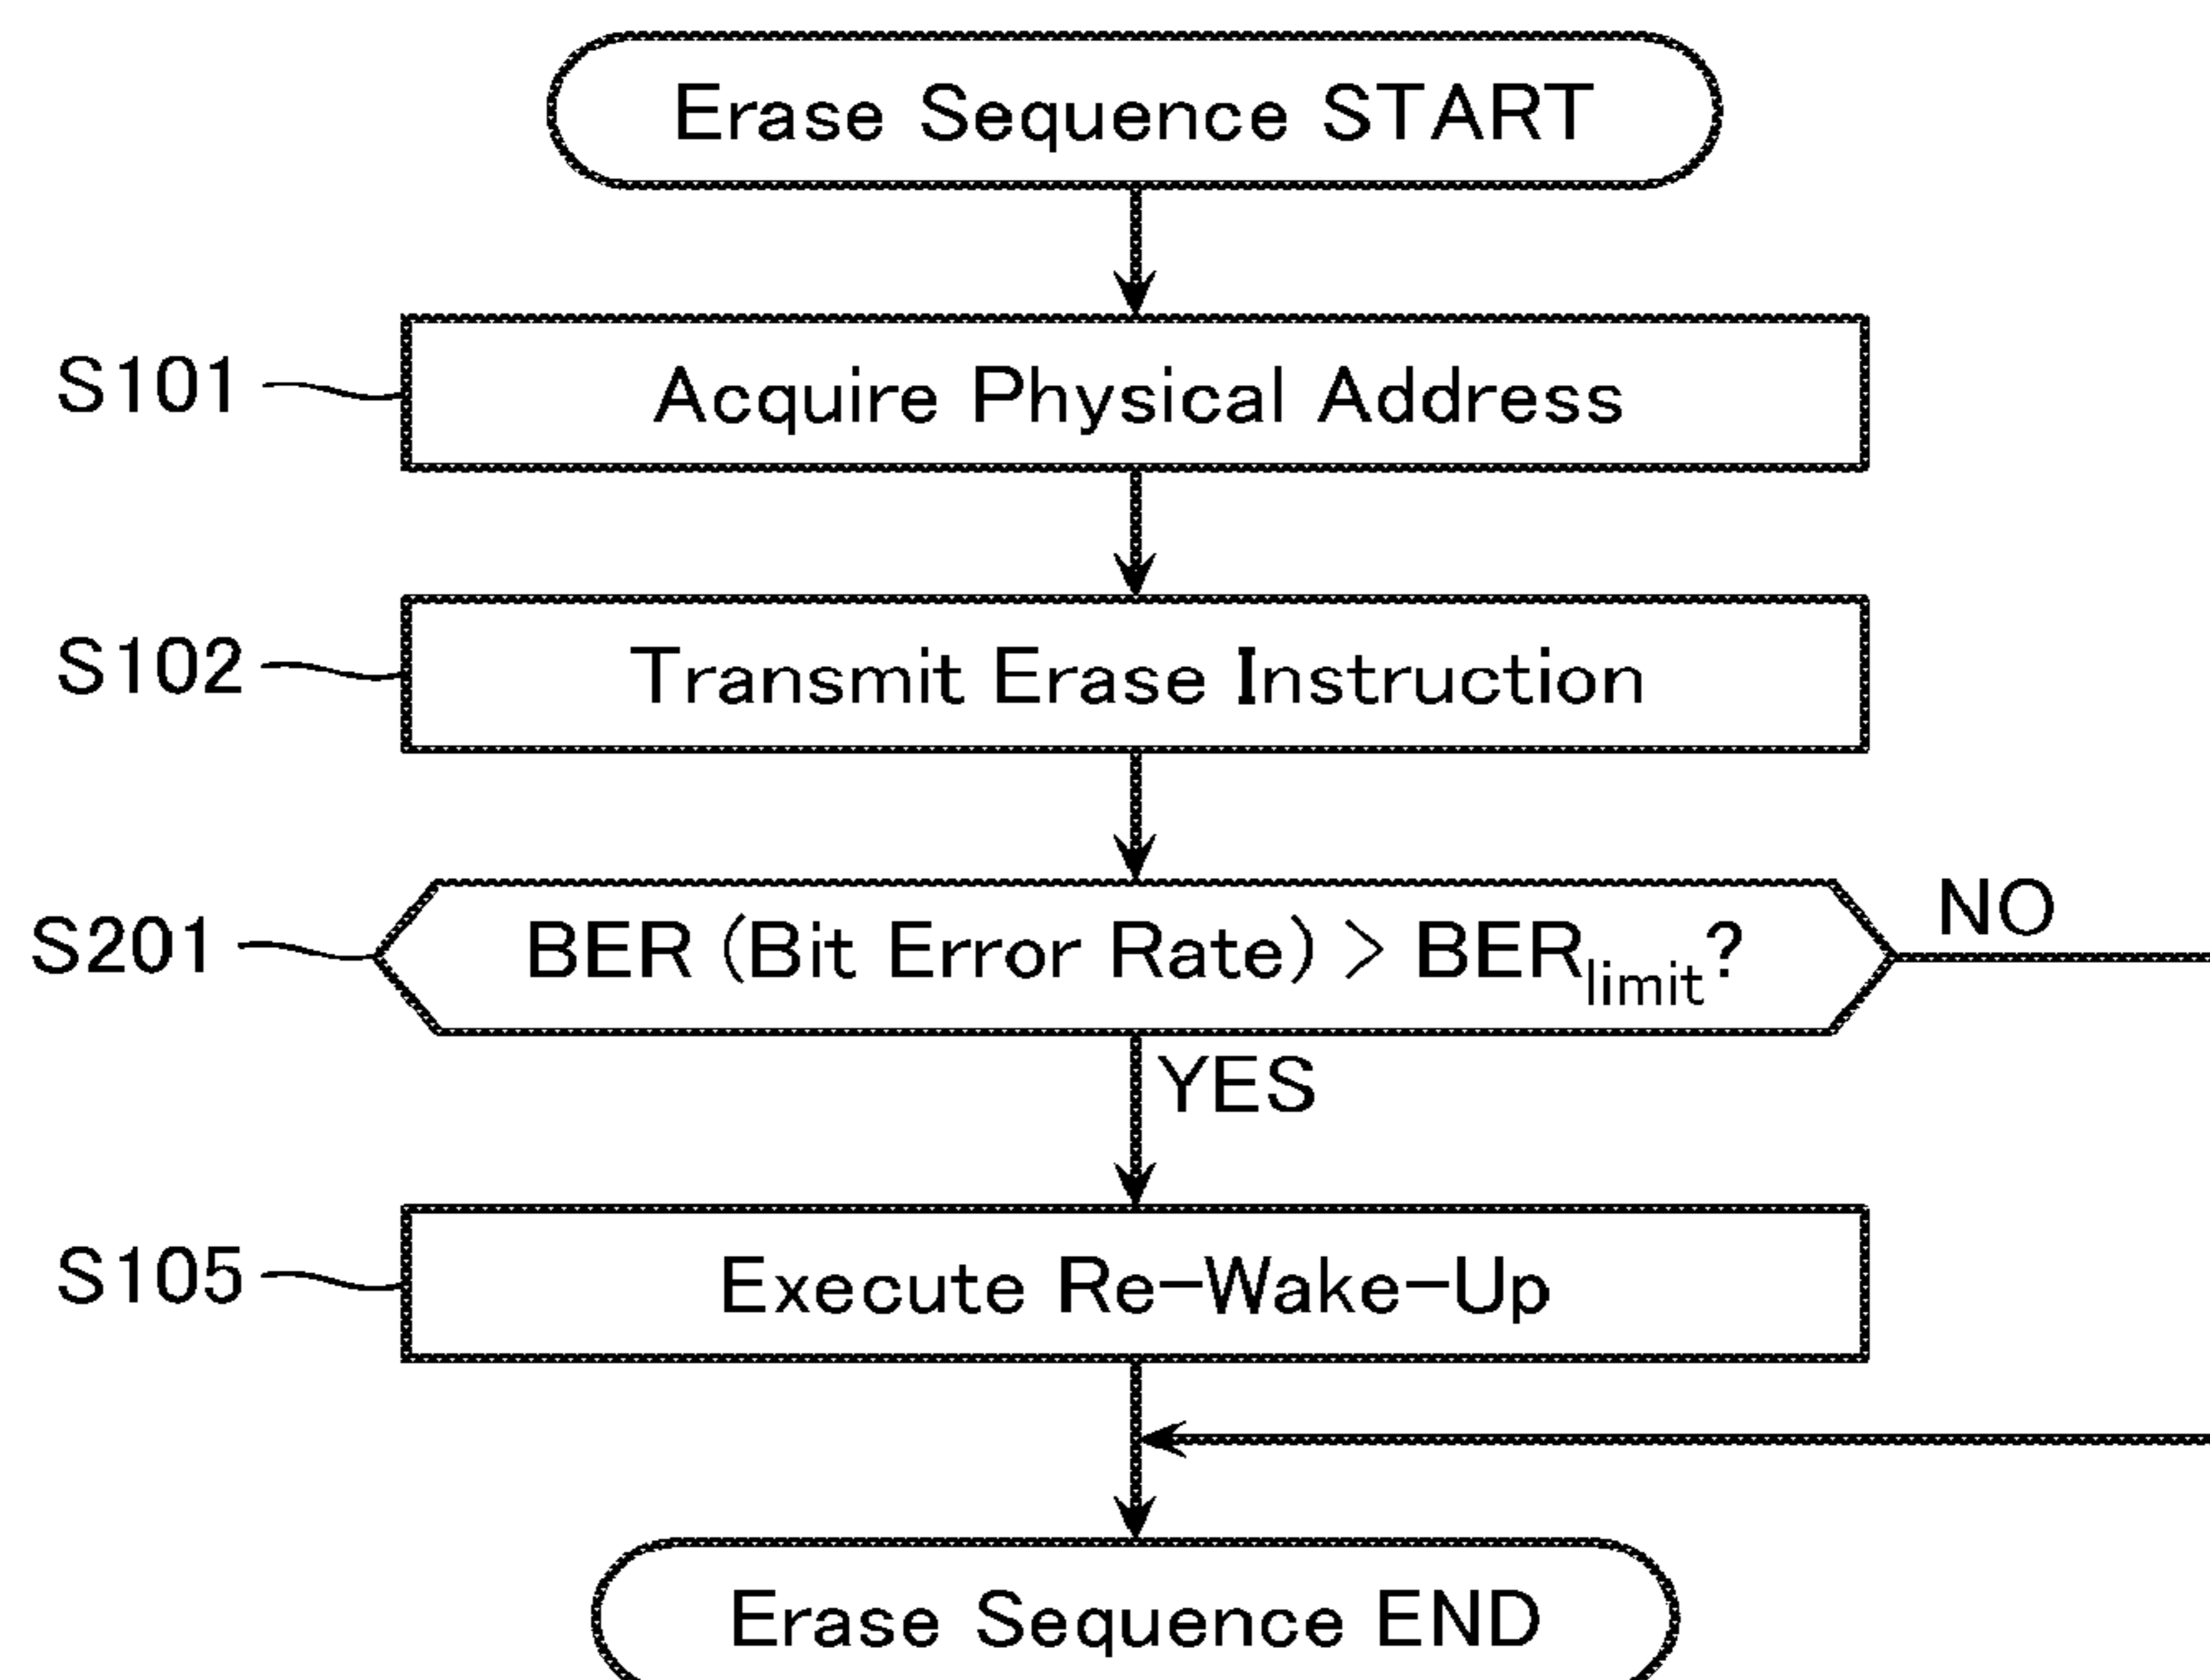 Erase Sequence START
S101 Acquire Physical Address
S102 Transmit Erase Instruction
S201 BER (Bit Error Rate) > BERlimit? NO
YES
S105 Execute Re-Wake-Up
Erase Sequence END